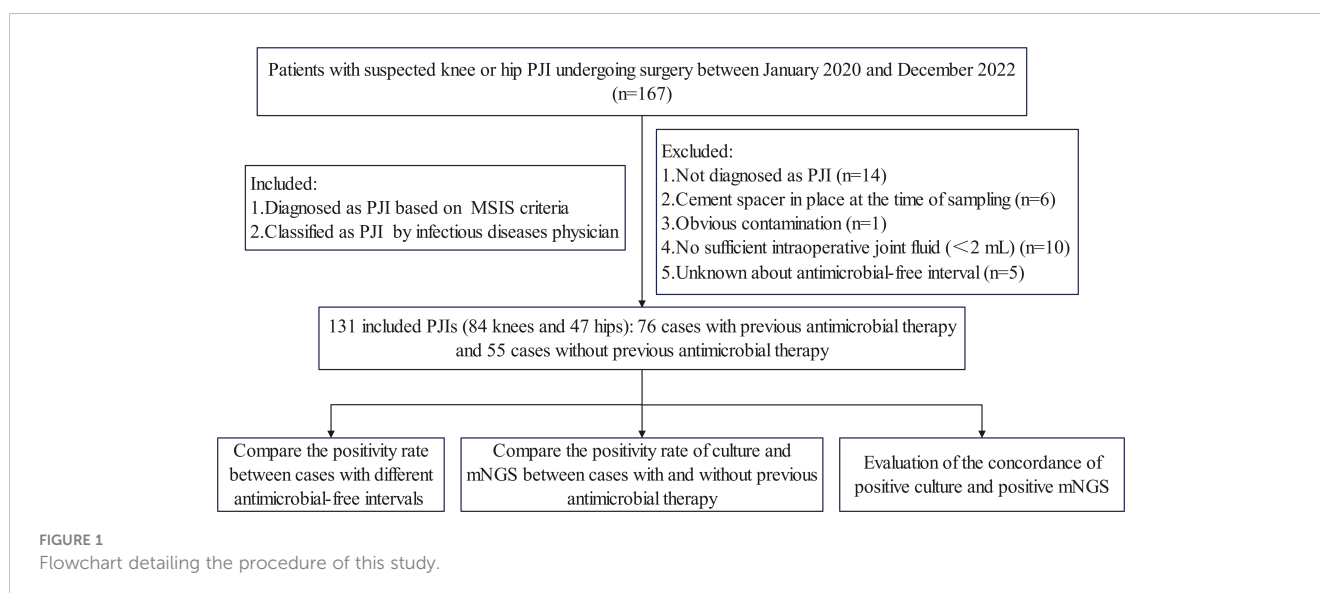 Patients with suspected knee or hip PJI undergoing surgery between January 2020 and December 2022
(n=167)
Included:
1.Diagnosed as PJI based on MSIS criteria
2.Classified as PJI by infectious diseases physician
Excluded:
1.Not diagnosed as PJI (n=14)
2.Cement spacer in place at the time of sampling (n=6)
3.Obvious contamination (n=1)
4.No sufficient intraoperative joint fluid (<2 mL) (n=10)
5.Unknown about antimicrobial-free interval (n=5)
131 included PJIs (84 knees and 47 hips): 76 cases with previous antimicrobial therapy
and 55 cases without previous antimicrobial therapy
Compare the positivity rate
between cases with different
antimicrobial-free intervals
Compare the positivity rate of culture and
mNGS between cases with and without previous
antimicrobial therapy
Evaluation of the concordance of
positive culture and positive mNGS
FIGURE 1
Flowchart detailing the procedure of this study.